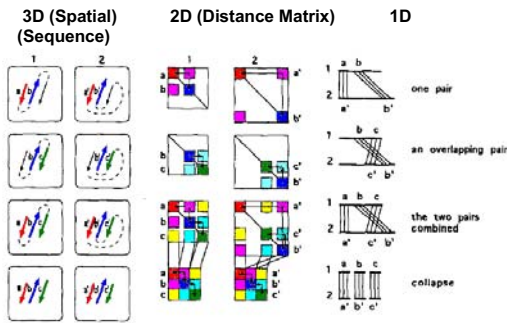 3D (Spatial) 2D (Distance Matrix) 1D
(Sequence)
1 2 1 2
a b
a a' 1
b
2
b' a' b'
one pair
b c
1
b
c c' 2
b' c' b'
an overlapping pair
a b c
a a' 1
b
c c' 2
b' a' c' b'
the two pairs
combined
a b c
a a' 1
b b'
c c' 2
a' b' c'
collapse